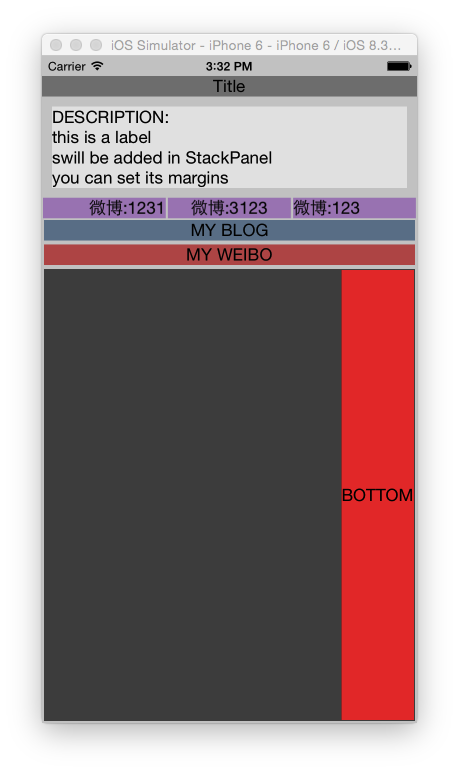 iOS Simulator - iPhone 6 - iPhone 6 / iOS 8.3...
Carrier 3:32 PM
Title
DESCRIPTION:
this is a label
swill be added in StackPanel
you can set its margins
微博:1231 微博:3123 微博:123
MY BLOG
MY WEIBO
BOTTOM